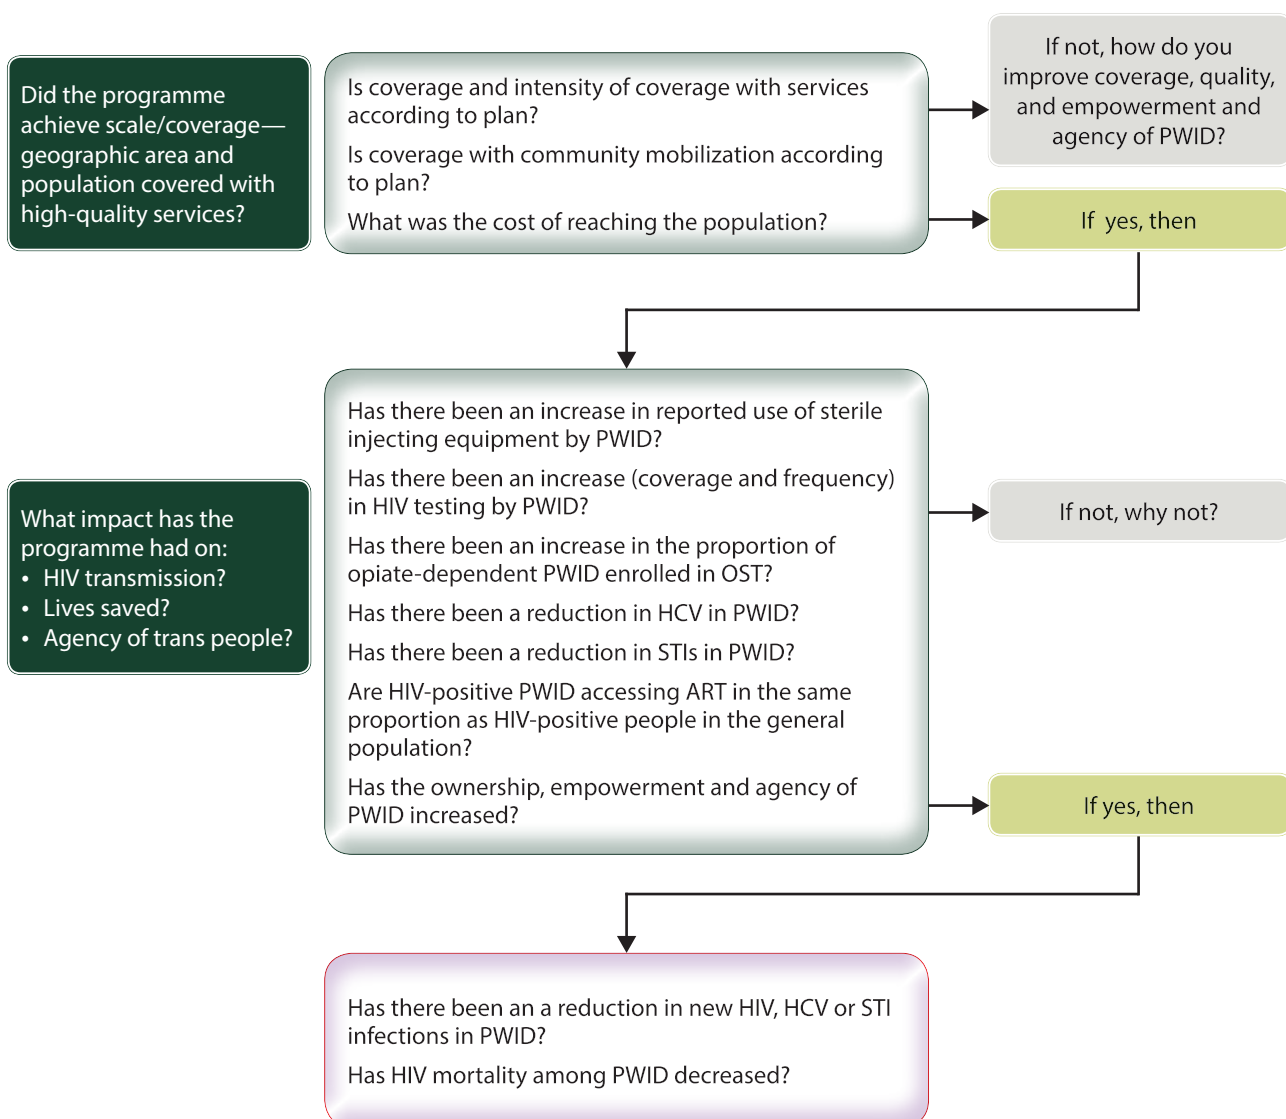 Did the programme
achieve scale/coverage—
geographic area and
population covered with
high-quality services?
Is coverage and intensity of coverage with services
according to plan?
Is coverage with community mobilization according
to plan?
What was the cost of reaching the population?
If not, how do you
improve coverage, quality,
and empowerment and
agency of PWID?
If yes, then
What impact has the
programme had on:
• HIV transmission?
• Lives saved?
• Agency of trans people?
Has there been an increase in reported use of sterile
injecting equipment by PWID?
Has there been an increase (coverage and frequency)
in HIV testing by PWID?
Has there been an increase in the proportion of
opiate-dependent PWID enrolled in OST?
Has there been a reduction in HCV in PWID?
Has there been a reduction in STIs in PWID?
Are HIV-positive PWID accessing ART in the same
proportion as HIV-positive people in the general
population?
Has the ownership, empowerment and agency of
PWID increased?
If not, why not?
If yes, then
Has there been an a reduction in new HIV, HCV or STI
infections in PWID?
Has HIV mortality among PWID decreased?